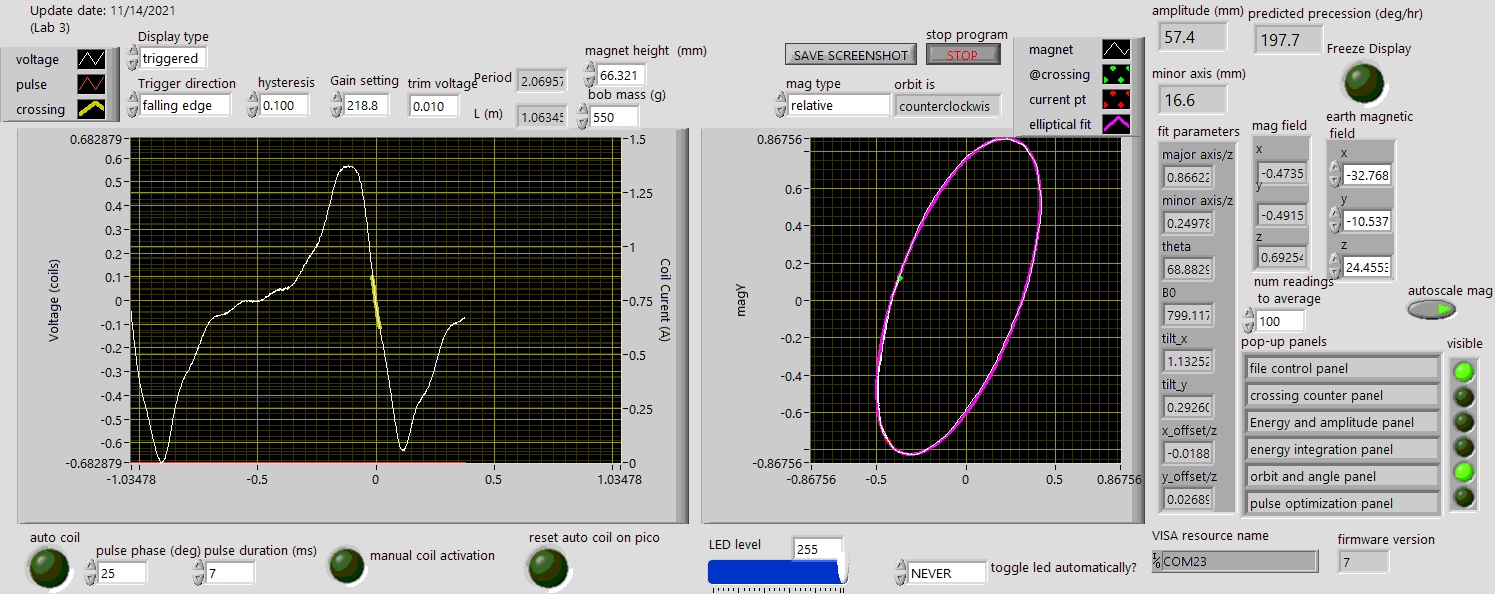 Update date: 11/14/2021
(Lab 3)
voltage
pulse
crossing
Display type
triggered
Trigger direction
falling edge
hysteresis
0.100
Gain setting
218.8
trim voltage
0.010
Period
2.06957
L (m)
1.06345
magnet height (mm)
66.321
bob mass (g)
550
SAVE SCREENSHOT
stop program
STOP
mag type
relative
orbit is
counterclockwis
magnet
@crossing
current pt
elliptical fit
amplitude (mm)
57.4
predicted precession (deg/hr)
197.7
minor axis (mm)
16.6
Freeze Display
Voltage (coils)
0.682879
0.6
0.5
0.4
0.3
0.2
0.1
0
-0.1
-0.2
-0.3
-0.4
-0.5
-0.6
-0.682879
-1.03478
-0.5
0
0.5
1.03478
1.5
1.25
1
0.75
0.5
0.25
0
Coil Current (A)
magy
0.86756
0.6
0.4
0.2
0
-0.2
-0.4
-0.6
-0.86756
-0.86756
-0.5
0
0.5
0.86756
fit parameters
major axis/z
0.86622
minor axis/z
0.24978
theta
68.8829
B0
799.117
tilt_x
1.13252
tilt_y
0.29260
x_offset/z
-0.0188
y_offset/z
0.02689
mag field
x
-0.4735
y
-0.4915
z
0.69254
earth magnetic
field
x
-32.768
y
-10.537
z
24.4553
num readings
to average
100
autoscale mag
pop-up panels
visible
file control panel
crossing counter panel
Energy and amplitude panel
energy integration panel
orbit and angle panel
pulse optimization panel
auto coil
pulse phase (deg)
25
pulse duration (ms)
7
manual coil activation
reset auto coil on pico
LED level
255
NEVER
toggle led automatically?
VISA resource name
COM23
firmware version
7